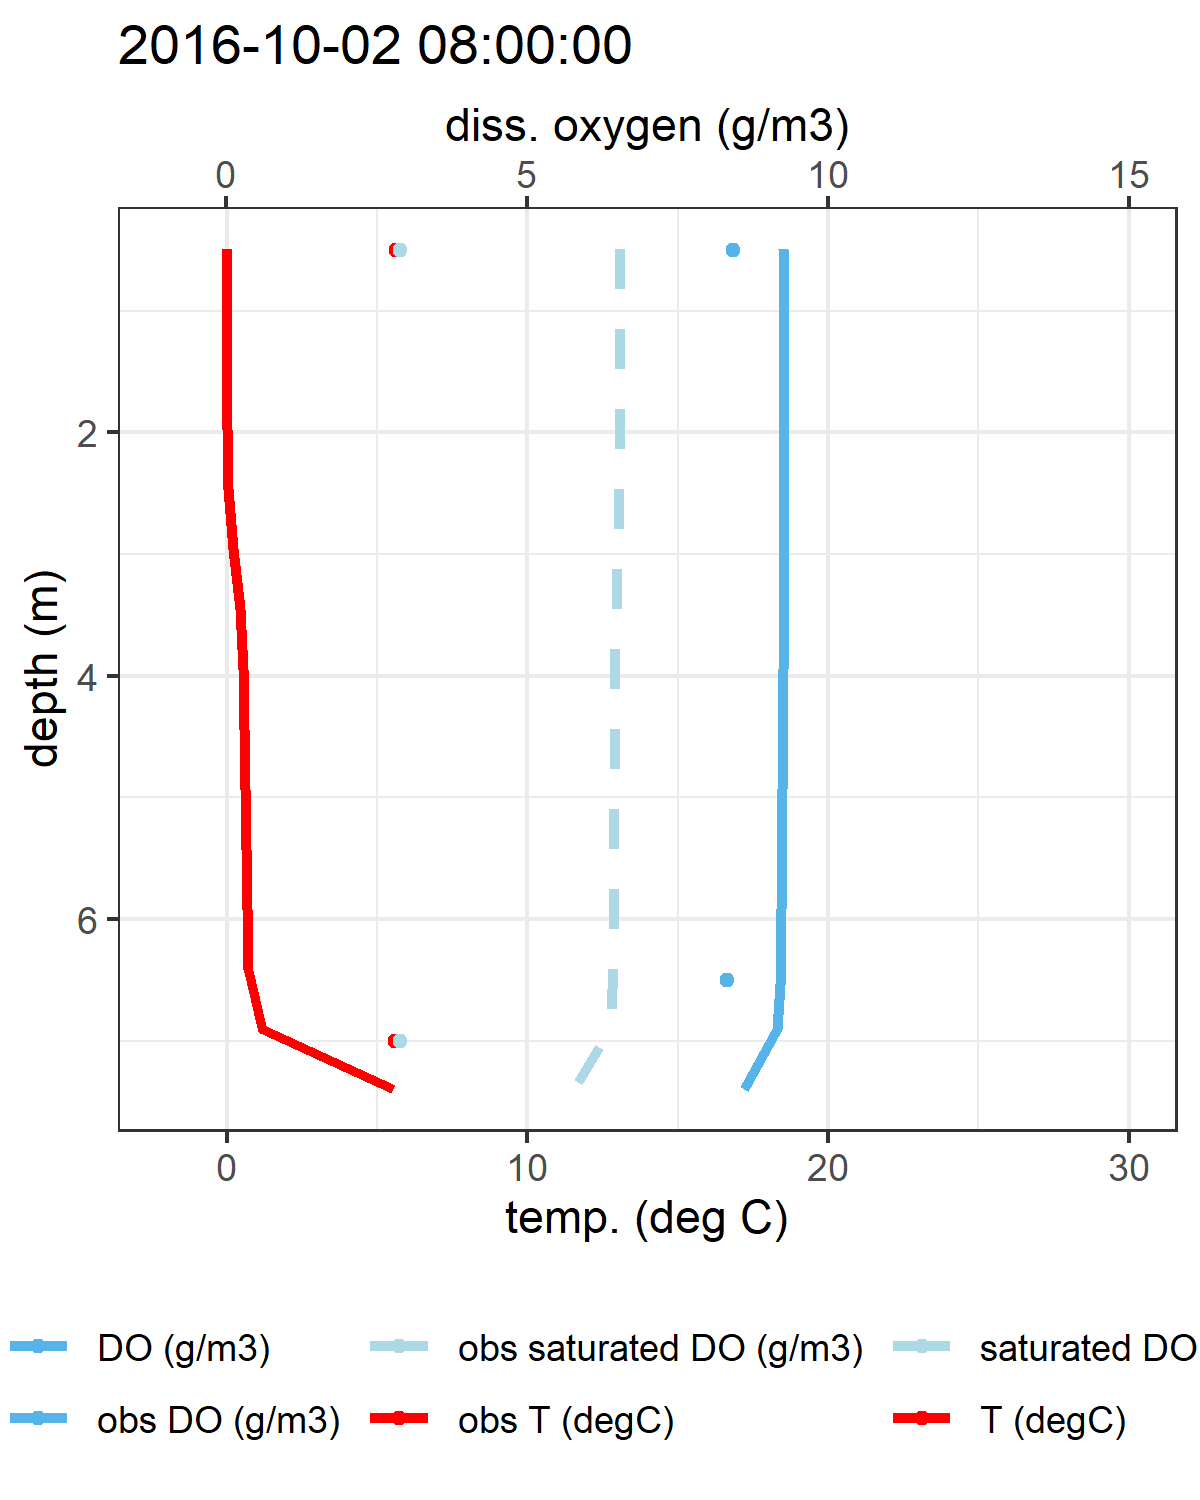 2016-10-02 08:00:00
diss. oxygen (g/m3)
0 5 10 15
depth (m)
2
4
6
0 10 20 30
temp. (deg C)
DO (g/m3) obs saturated DO (g/m3) saturated DO
obs DO (g/m3) obs T (degC) T (degC)